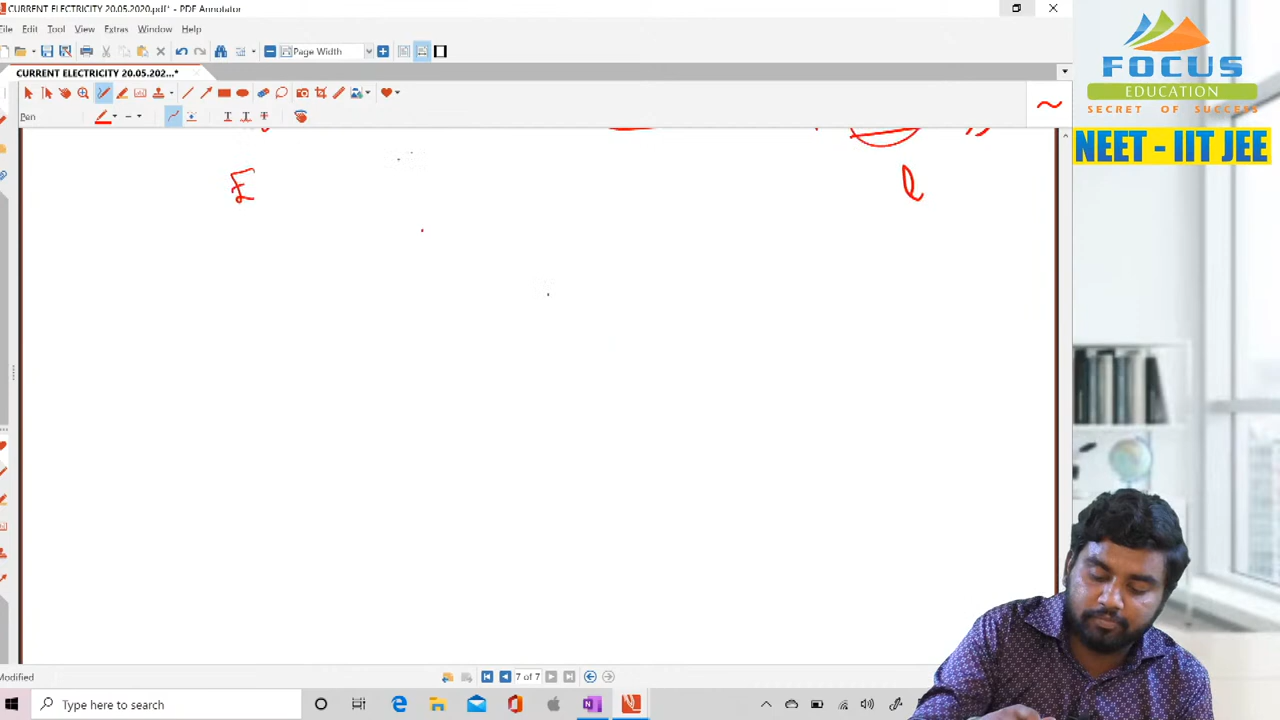 CURRENT ELECTRICITY 20.05.2020.pdf* - PDF Annotator
File Edit Tool View Extras Window Help
Page Width
CURRENT ELECTRICITY 20.05.202...*
Pen
E
l
7 of 7
Modified
Type here to search
FOCUS
EDUCATION
SECRET OF SUCCESS
NEET - IIT JEE